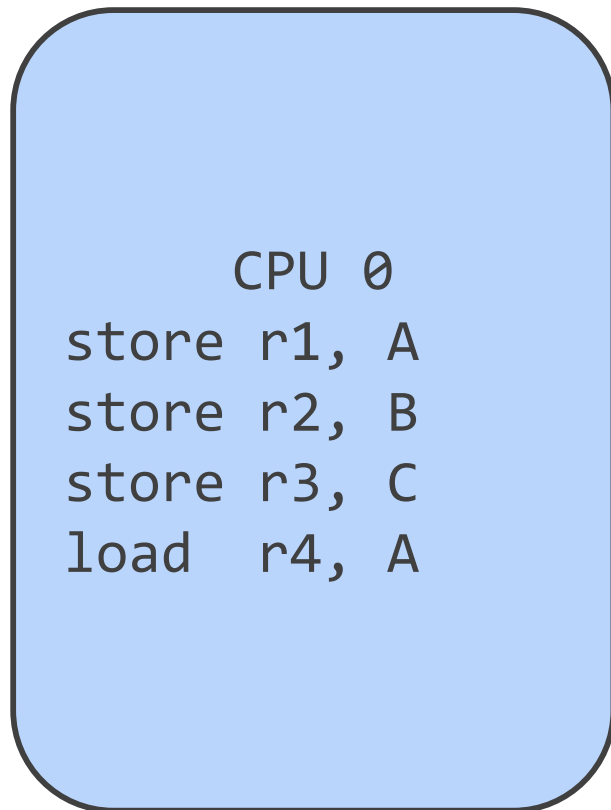 CPU 0
store r1, A
store r2, B
store r3, C
load  r4, A